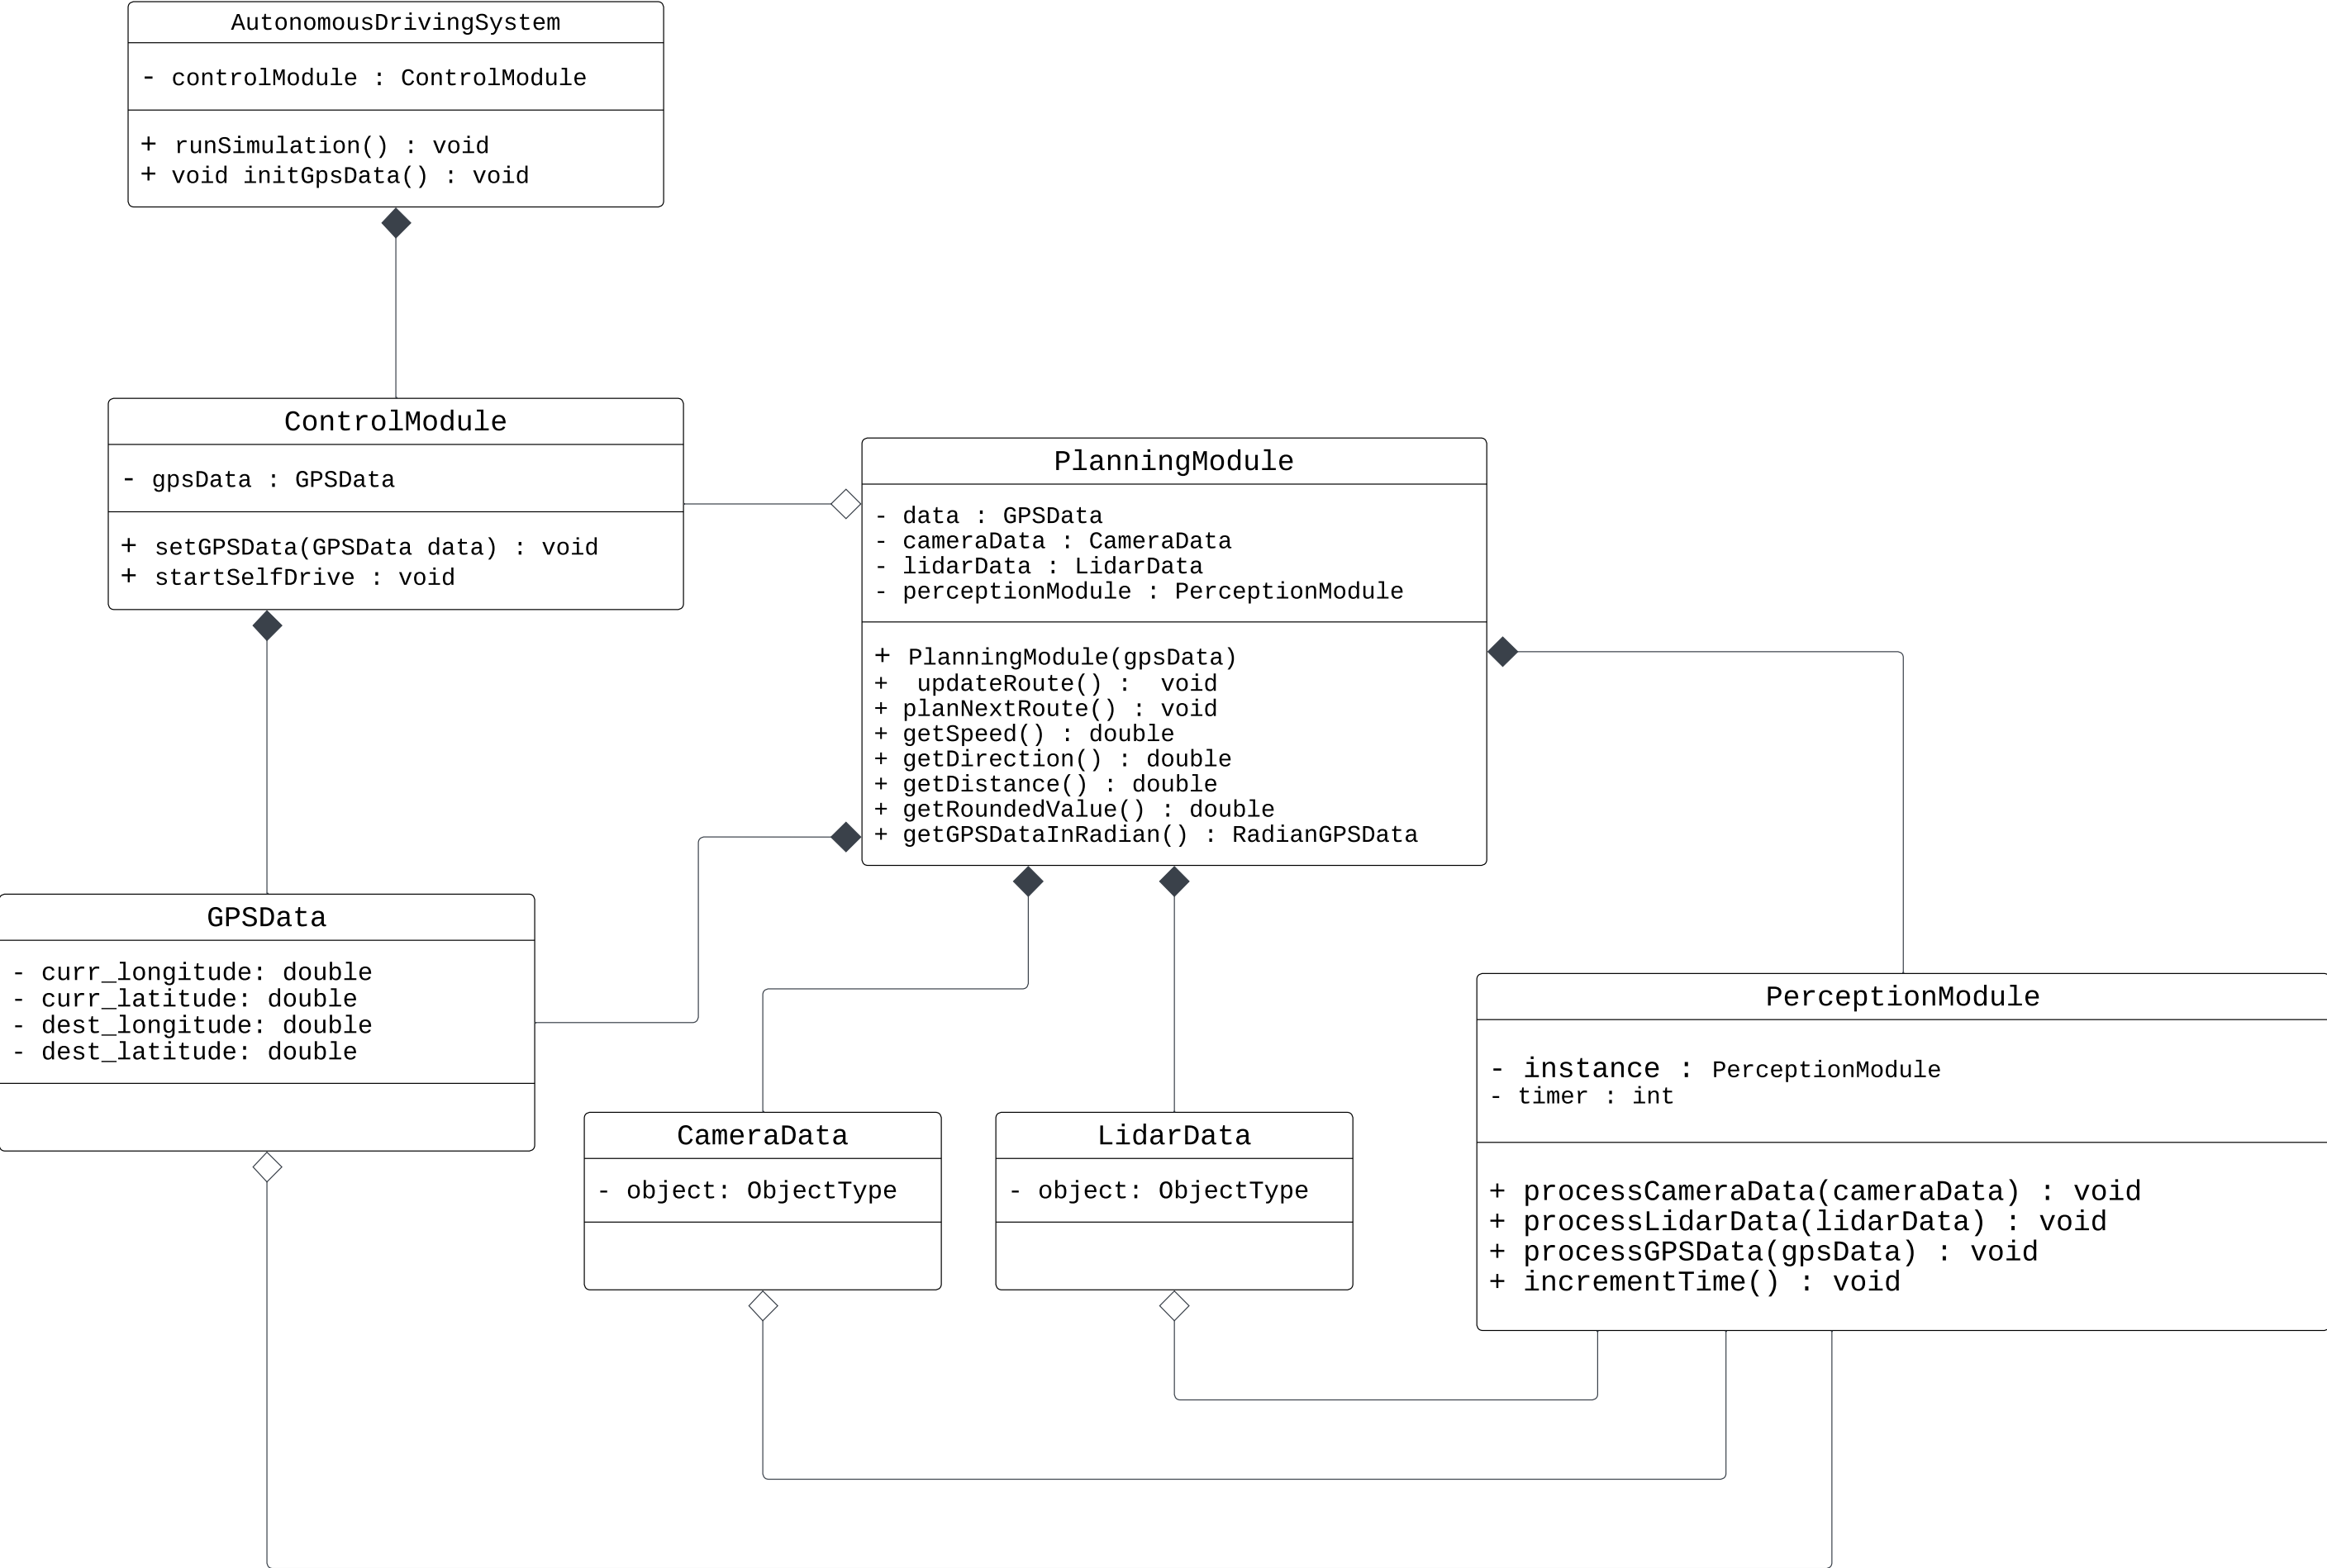 AutonomousDrivingSystem
- controlModule : ControlModule
+ runSimulation() : void
+ void initGpsData() : void
ControlModule
- gpsData : GPSData
+ setGPSData(GPSData data) : void
+ startSelfDrive : void
PlanningModule
- data : GPSData
- cameraData : CameraData
- lidarData : LidarData
- perceptionModule : PerceptionModule
+ PlanningModule(gpsData)
+ updateRoute() : void
+ planNextRoute() : void
+ getSpeed() : double
+ getDirection() : double
+ getDistance() : double
+ getRoundedValue() : double
+ getGPSDataInRadian() : RadianGPSData
GPSData
- curr_longitude: double
- curr_latitude: double
- dest_longitude: double
- dest_latitude: double
CameraData
- object: ObjectType
LidarData
- object: ObjectType
PerceptionModule
- instance : PerceptionModule
- timer : int
+ processCameraData(cameraData) : void
+ processLidarData(lidarData) : void
+ processGPSData(gpsData) : void
+ incrementTime() : void